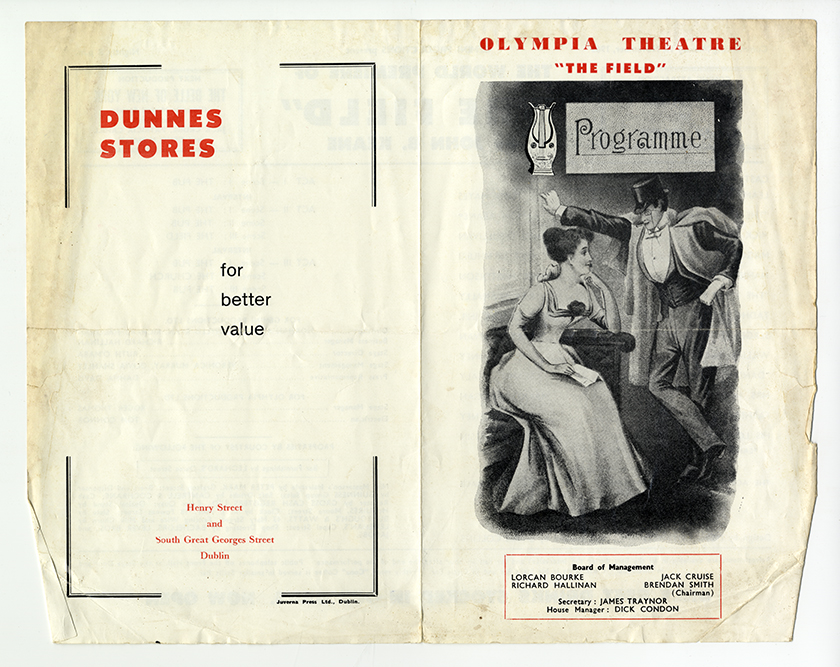 DUNNES
STORES
for
better
value
Henry Street
and
South Great Georges Street
Dublin
Juverna Press Ltd., Dublin.
OLYMPIA THEATRE
"THE FIELD"
Programme
Board of Management
LORCAN BOURKE JACK CRUISE
RICHARD HALLINAN BRENDAN SMITH
(Chairman)
Secretary : JAMES TRAYNOR
House Manager : DICK CONDON